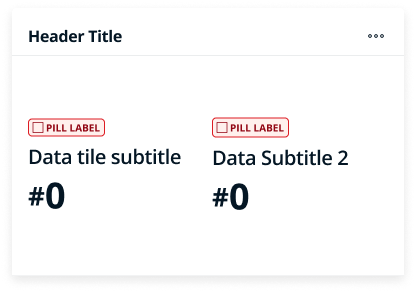 Header Title
PILL LABEL
Data tile subtitle
#0
PILL LABEL
Data Subtitle 2
#0